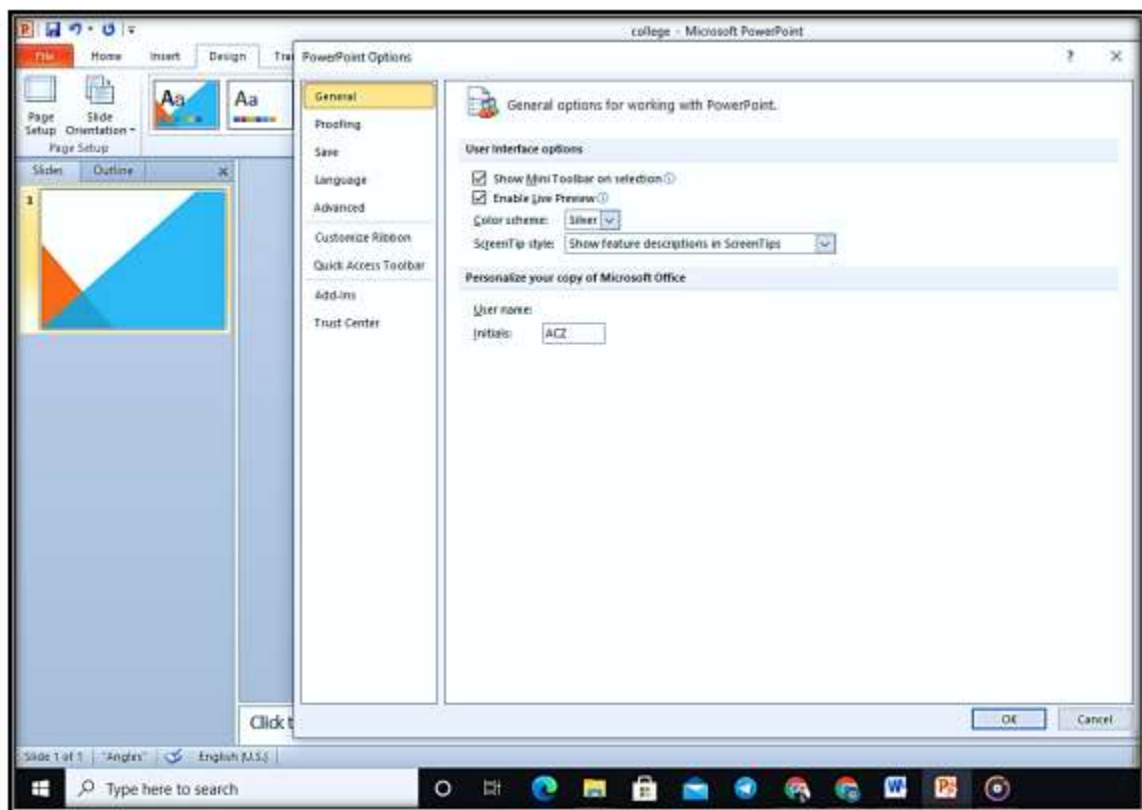 college - Microsoft PowerPoint
File Home Insert Design
PowerPoint Options
Page Setup
Slide Orientation
Page Setup
Aa
Aa
Slides Outline
1
General
Proofing
Save
Language
Advanced
Customize Ribbon
Quick Access Toolbar
Add-Ins
Trust Center
General options for working with PowerPoint.
User Interface options
Show Mini Toolbar on selection
Enable Live Preview
Color scheme: Silver
ScreenTip style: Show feature descriptions in ScreenTips
Personalize your copy of Microsoft Office
User name:
Initials: ACZ
OK Cancel
Click t
Slide 1 of 1 "Angles" English (U.S.)
Type here to search